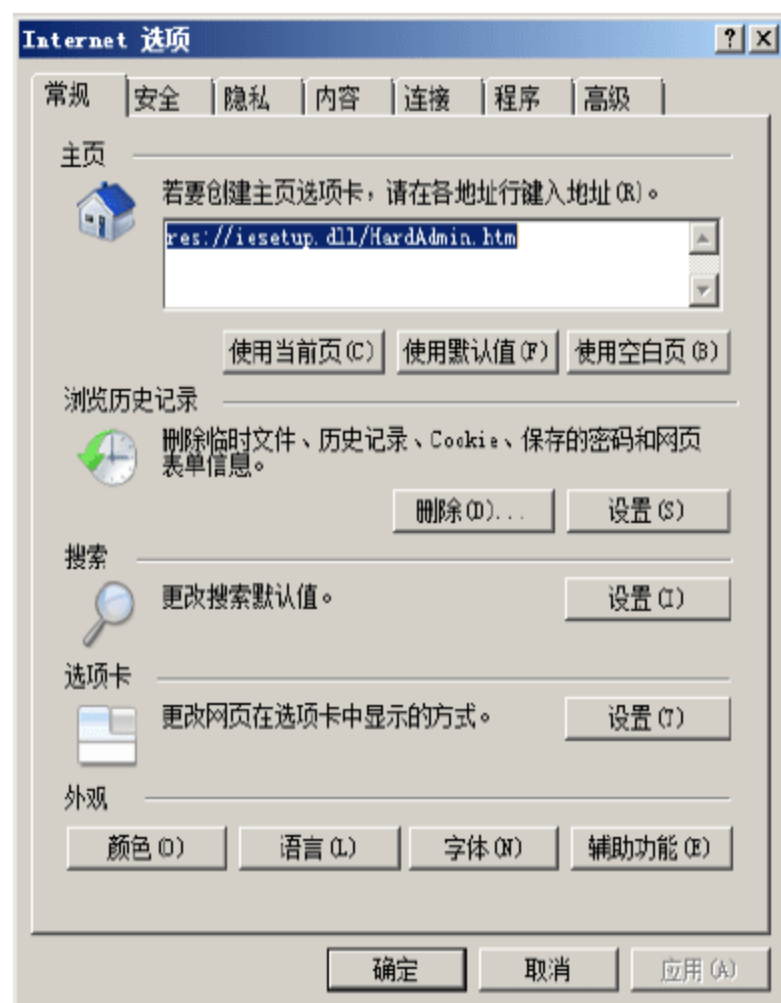 Internet 选项
常规 安全 隐私 内容 连接 程序 高级
主页
若要创建主页选项卡，请在各地址行键入地址(R)。
res://iesetup.dll/HardAdmin.htm
使用当前页(C) 使用默认值(F) 使用空白页(B)
浏览历史记录
删除临时文件、历史记录、Cookie、保存的密码和网页
表单信息。
删除(D)... 设置(S)
搜索
更改搜索默认值。
设置(I)
选项卡
更改网页在选项卡中显示的方式。
设置(T)
外观
颜色(O) 语言(L) 字体(N) 辅助功能(E)
确定 取消 应用(A)